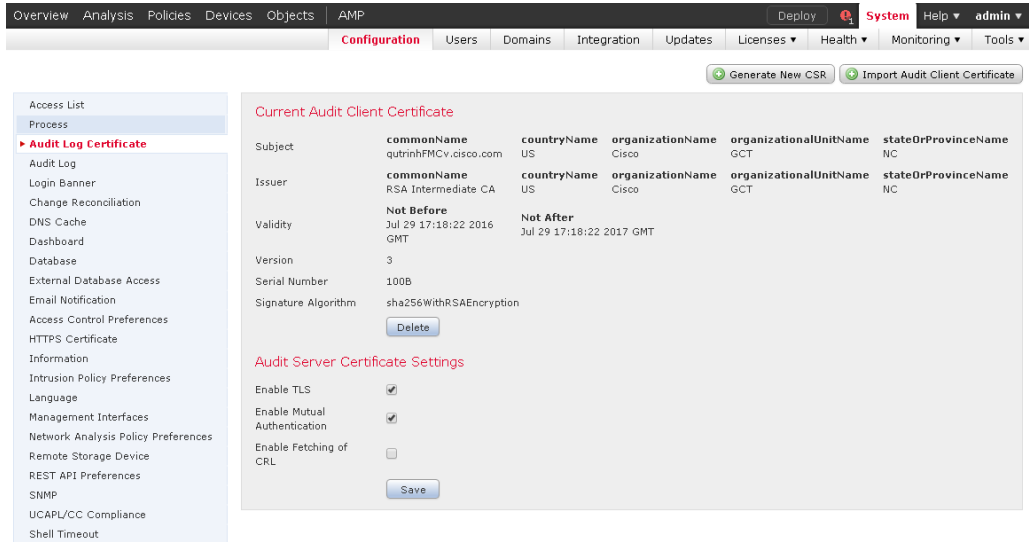 Overview Analysis Policies Devices Objects AMP Deploy 1 System Help ▾ admin ▾
Configuration Users Domains Integration Updates Licenses ▾ Health ▾ Monitoring ▾ Tools ▾
Generate New CSR Import Audit Client Certificate
Access List
Process
Audit Log Certificate
Audit Log
Login Banner
Change Reconciliation
DNS Cache
Dashboard
Database
External Database Access
Email Notification
Access Control Preferences
HTTPS Certificate
Information
Intrusion Policy Preferences
Language
Management Interfaces
Network Analysis Policy Preferences
Remote Storage Device
REST API Preferences
SNMP
UCAPL/CC Compliance
Shell Timeout
Current Audit Client Certificate
Subject
commonName countryName organizationName organizationalUnitName stateOrProvinceName
qutrinhFMCv.cisco.com US Cisco GCT NC
Issuer
commonName countryName organizationName organizationalUnitName stateOrProvinceName
RSA Intermediate CA US Cisco GCT NC
Validity
Not Before
Jul 29 17:18:22 2016
GMT
Not After
Jul 29 17:18:22 2017 GMT
Version 3
Serial Number 100B
Signature Algorithm sha256WithRSAEncryption
Delete
Audit Server Certificate Settings
Enable TLS
Enable Mutual
Authentication
Enable Fetching of
CRL
Save